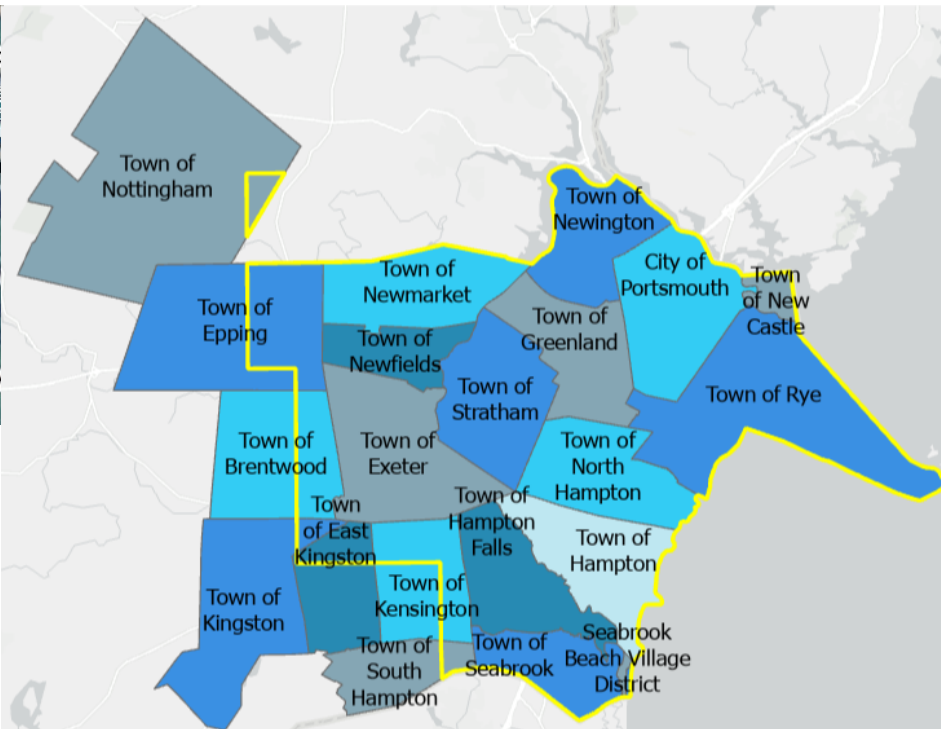 Town of
Nottingham
Town of
Newington
City of
Portsmouth
Town
of New
Castle
Town of
Newmarket
Town of
Epping
Town of
Greenland
Town of
Newfields
Town of
Stratham
Town of Rye
Town of
Brentwood
Town of
Exeter
Town of
North
Hampton
Town
of East
Kingston
Town of
Hampton
Falls
Town of
Hampton
Town of
Kingston
Town of
Kensington
Town of
South
Hampton
Town of
Seabrook
Seabrook
Beach Village
District